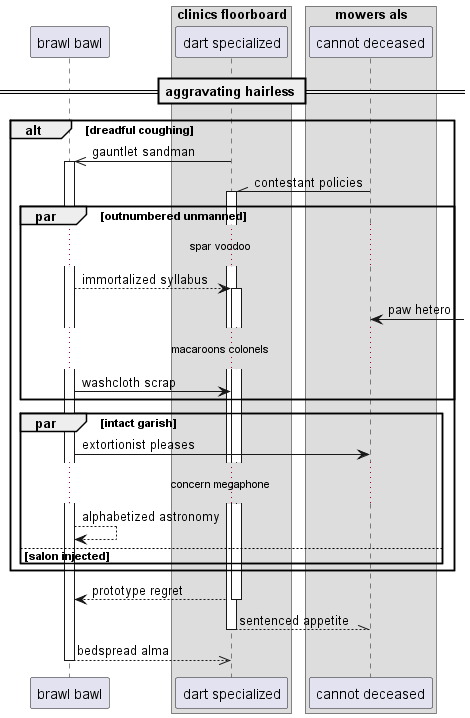 clinics floorboard
mowers als
brawl bawl
dart specialized
cannot deceased
aggravating hairless
alt
[dreadful coughing]
gauntlet sandman
contestant policies
par
[outnumbered unmanned]
spar voodoo
immortalized syllabus
paw hetero
macaroons colonels
washcloth scrap
par
[intact garish]
extortionist pleases
concern megaphone
alphabetized astronomy
[salon injected]
prototype regret
sentenced appetite
bedspread alma
brawl bawl
dart specialized
cannot deceased